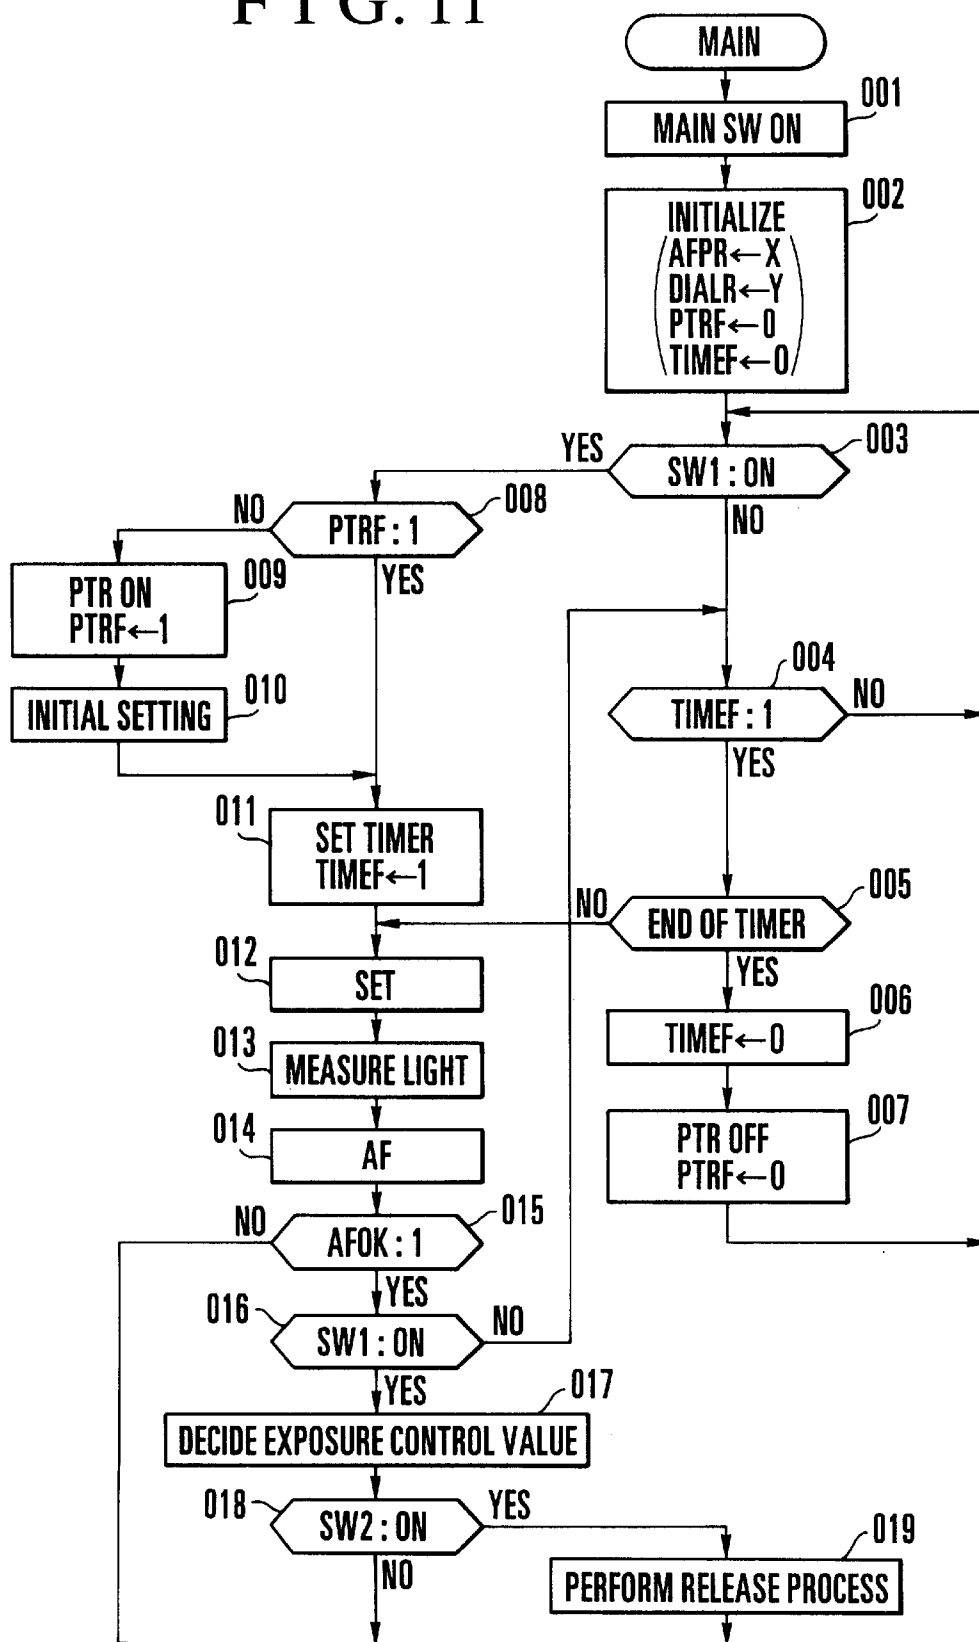 FIG. 11
MAIN
001
MAIN SW ON
002
INITIALIZE
AFPR←X
DIALR←Y
PTRF←0
TIMEF←0
003
SW1 : ON
YES
NO
008
PTRF : 1
NO
YES
009
PTR ON
PTRF←1
010
INITIAL SETTING
004
TIMEF : 1
NO
YES
011
SET TIMER
TIMEF←1
005
END OF TIMER
NO
YES
012
SET
006
TIMEF←0
013
MEASURE LIGHT
007
PTR OFF
PTRF←0
014
AF
015
AFOK : 1
NO
YES
016
SW1 : ON
NO
YES
017
DECIDE EXPOSURE CONTROL VALUE
018
SW2 : ON
YES
NO
019
PERFORM RELEASE PROCESS